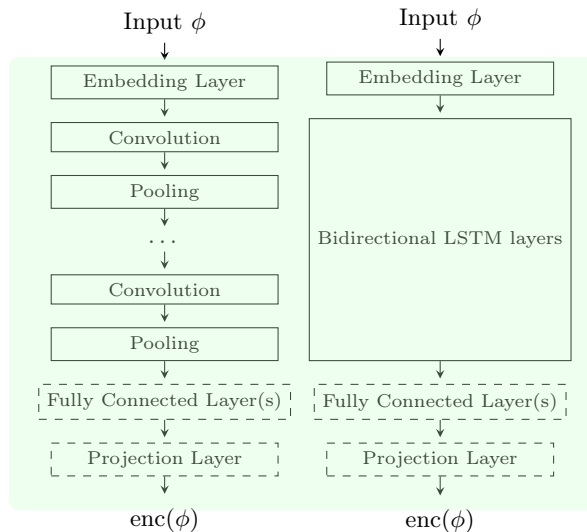 Input ϕ
Embedding Layer
Convolution
Pooling
...
Convolution
Pooling
Fully Connected Layer(s)
Projection Layer
enc(ϕ)
Input ϕ
Embedding Layer
Bidirectional LSTM layers
Fully Connected Layer(s)
Projection Layer
enc(ϕ)